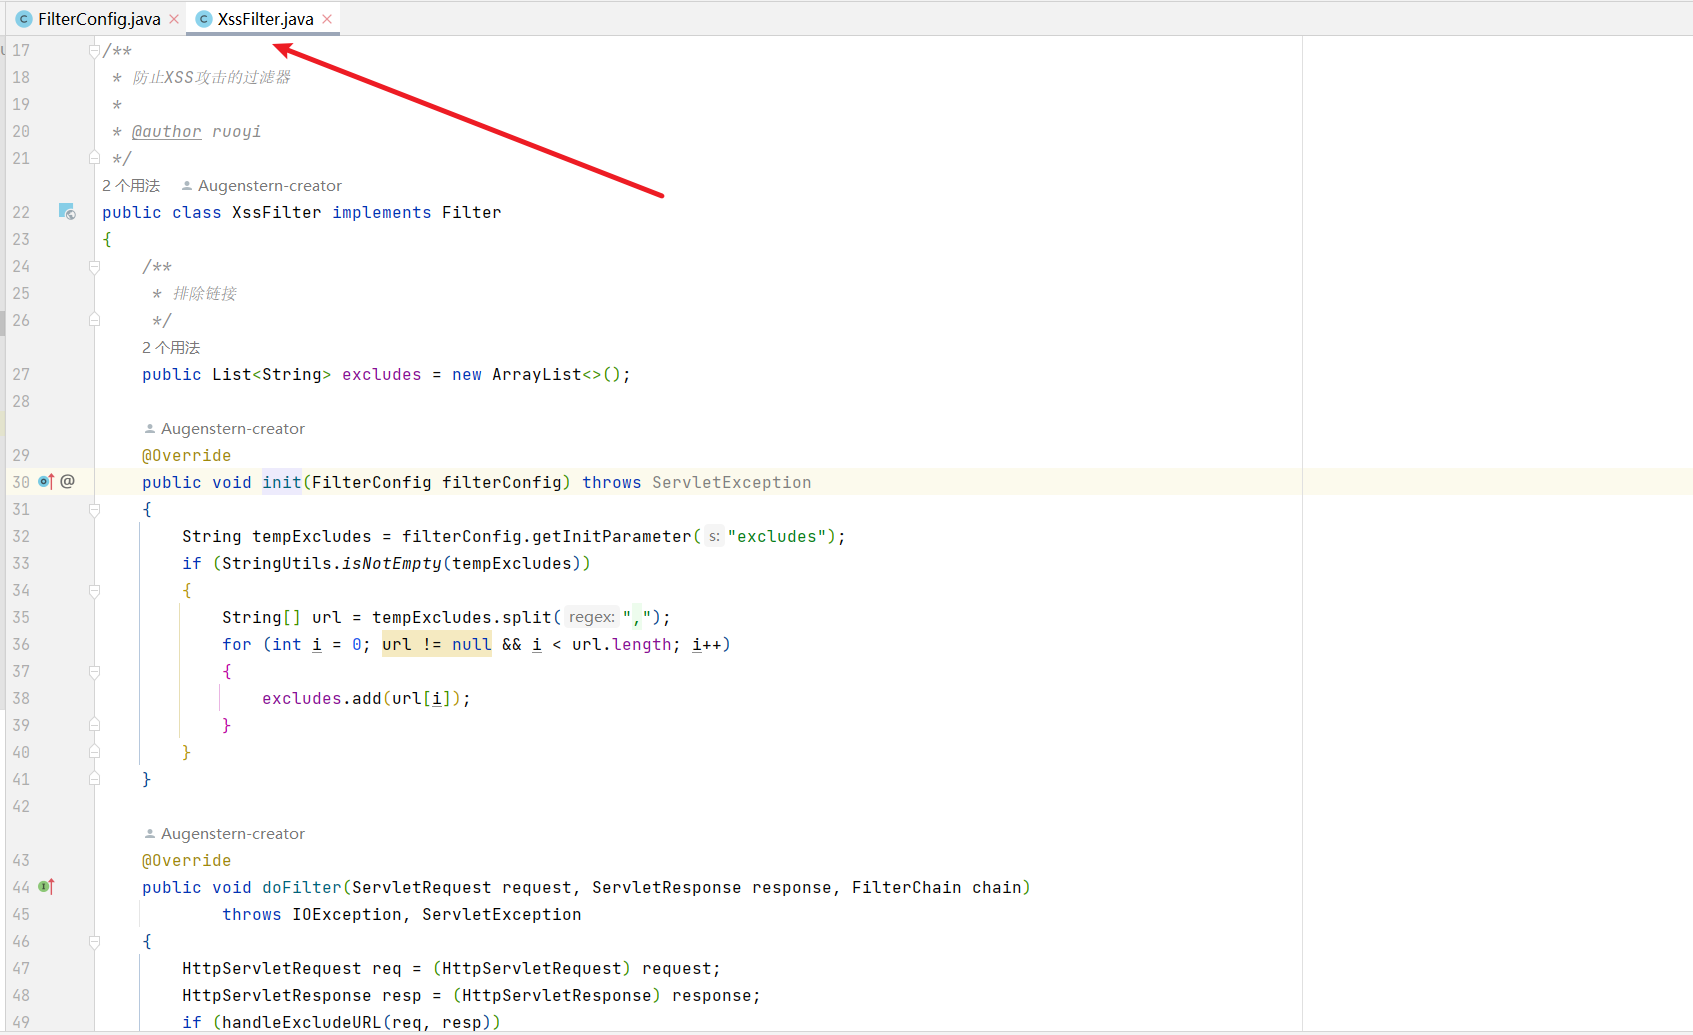 FilterConfig.java XssFilter.java
17 /**
18 * 防止XSS攻击的过滤器
19 *
20 * @author ruoyi
21 */
2 个用法 Augenstern-creator
22 public class XssFilter implements Filter
23 {
24 /**
25 * 排除链接
26 */
2 个用法
27 public List<String> excludes = new ArrayList<>();
28
Augenstern-creator
29 @Override
30 @ public void init(FilterConfig filterConfig) throws ServletException
31 {
32 String tempExcludes = filterConfig.getInitParameter( s: "excludes");
33 if (StringUtils.isNotEmpty(tempExcludes))
34 {
35 String[] url = tempExcludes.split( regex: ",");
36 for (int i = 0; url != null && i < url.length; i++)
37 {
38 excludes.add(url[i]);
39 }
40 }
41 }
42
Augenstern-creator
43 @Override
44 public void doFilter(ServletRequest request, ServletResponse response, FilterChain chain)
45 throws IOException, ServletException
46 {
47 HttpServletRequest req = (HttpServletRequest) request;
48 HttpServletResponse resp = (HttpServletResponse) response;
49 if (handleExcludeURL(req, resp))